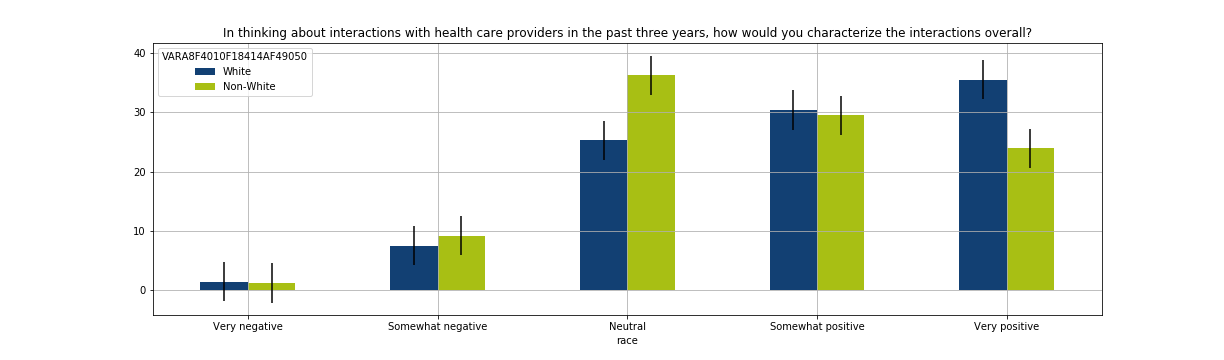 In thinking about interactions with health care providers in the past three years, how would you characterize the interactions overall?
VARA8F4010F18414AF49050
White
Non-White
40
30
20
10
0
Very negative Somewhat negative Neutral Somewhat positive Very positive
race